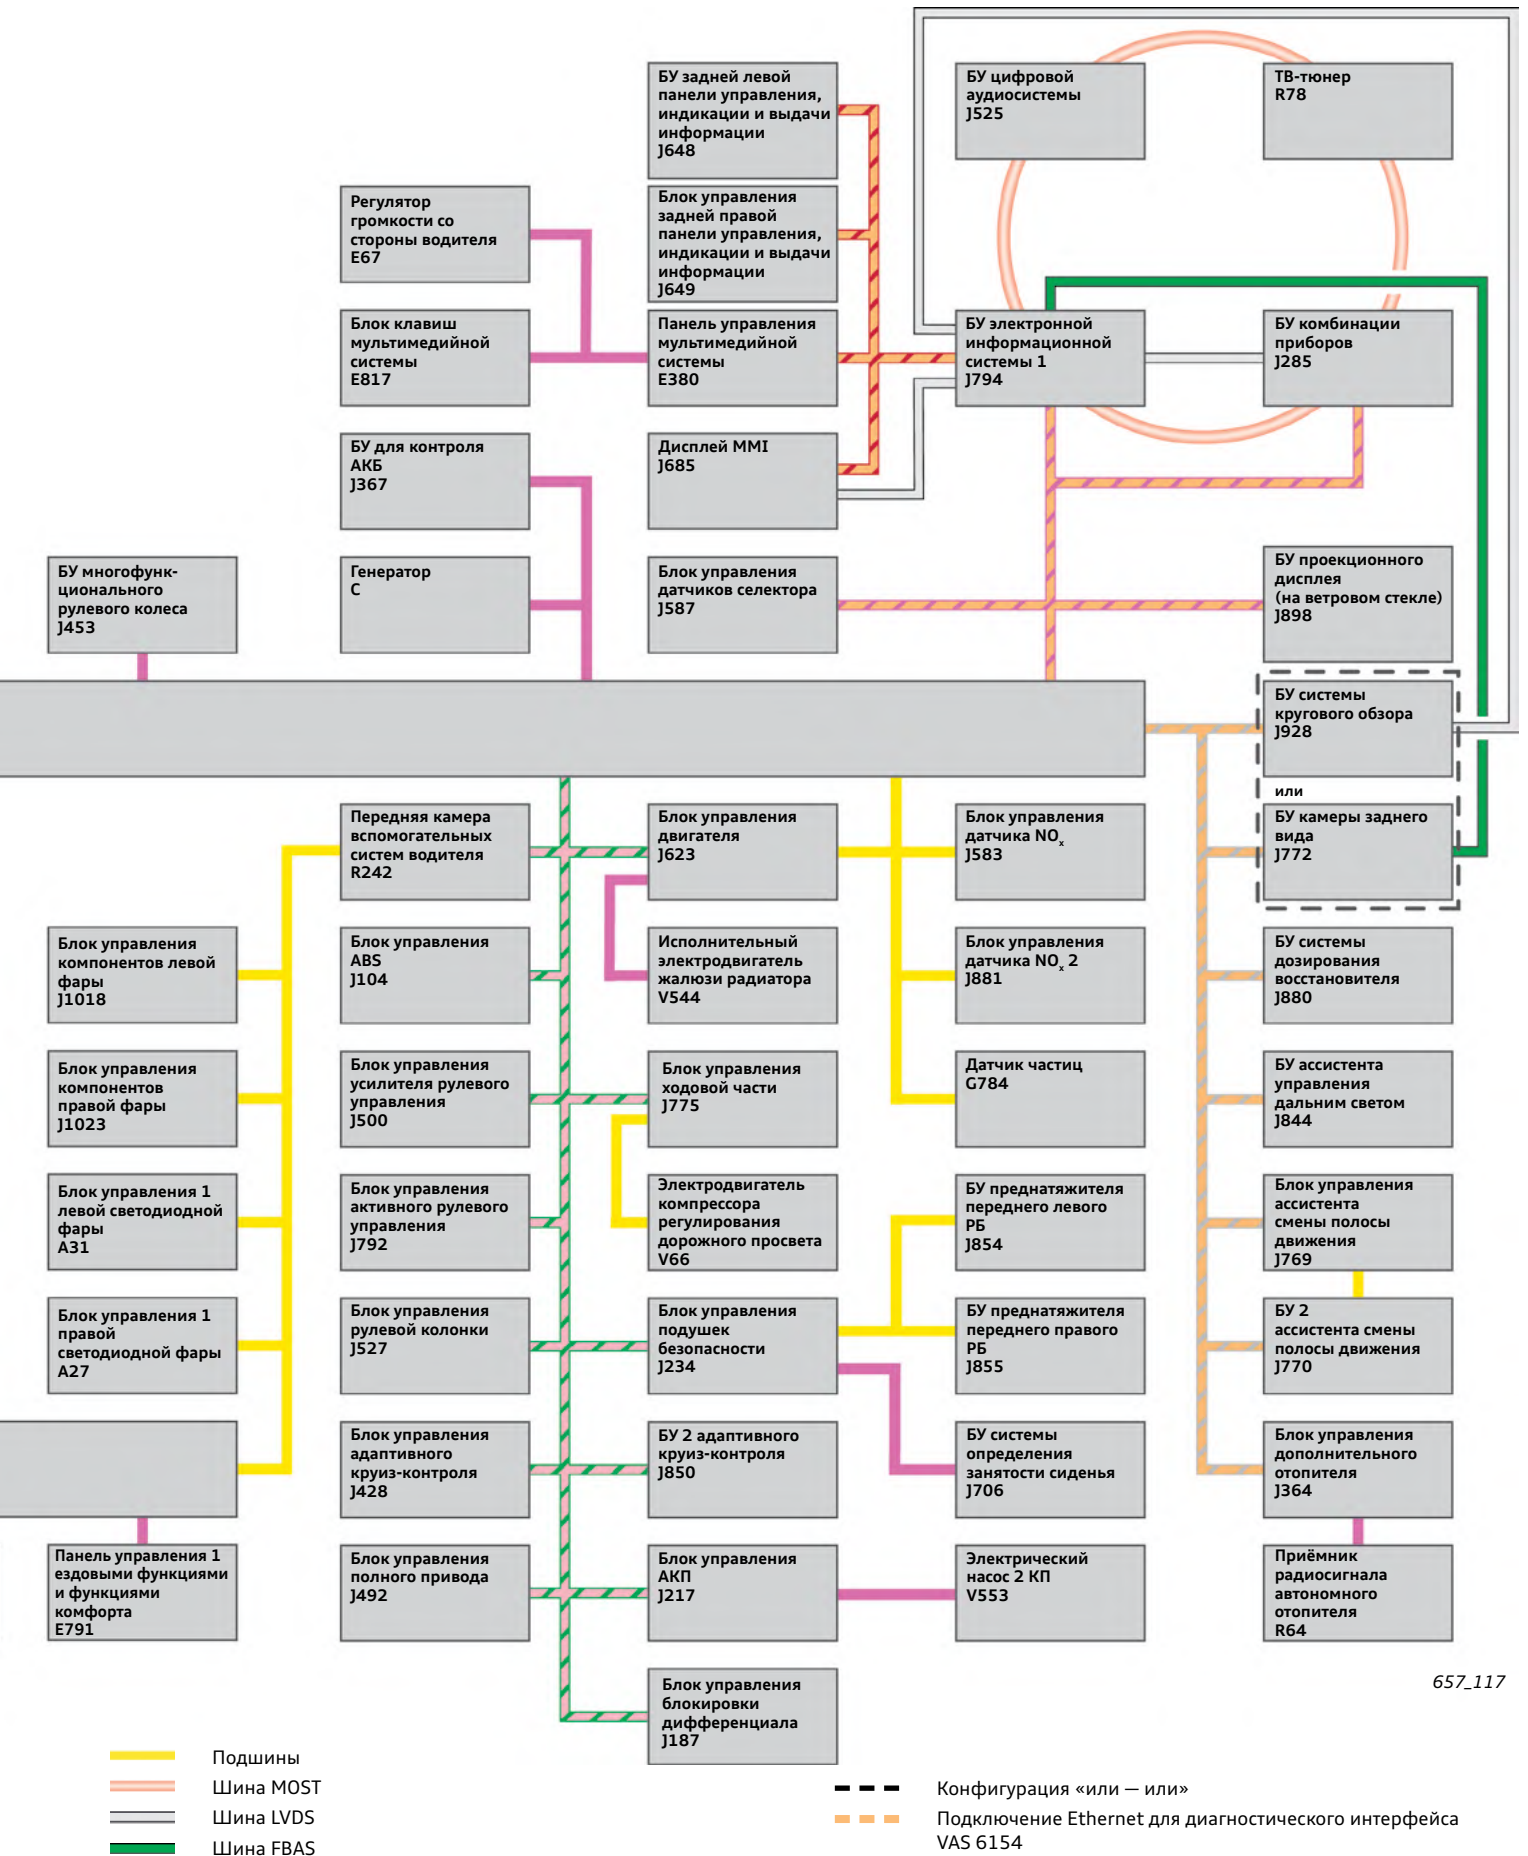 БУ задней левой
панели управления,
индикации и выдачи
информации
J648
БУ цифровой
аудиосистемы
J525
ТВ-тюнер
R78
Регулятор
громкости со
стороны водителя
E67
Блок управления
задней правой
панели управления,
индикации и выдачи
информации
J649
Блок клавиш
мультимедийной
системы
E817
Панель управления
мультимедийной
системы
E380
БУ электронной
информационной
системы 1
J794
БУ комбинации
приборов
J285
БУ для контроля
АКБ
J367
Дисплей MMI
J685
БУ многофунк-
ционального
рулевого колеса
J453
Генератор
C
Блок управления
датчиков селектора
J587
БУ проекционного
дисплея
(на ветровом стекле)
J898
БУ системы
кругового обзора
J928
или
Передняя камера
вспомогательных
систем водителя
R242
Блок управления
двигателя
J623
Блок управления
датчика NOx
J583
БУ камеры заднего
вида
J772
Блок управления
компонентов левой
фары
J1018
Блок управления
ABS
J104
Исполнительный
электродвигатель
жалюзи радиатора
V544
Блок управления
датчика NOx 2
J881
БУ системы
дозирования
восстановителя
J880
Блок управления
компонентов
правой фары
J1023
Блок управления
усилителя рулевого
управления
J500
Блок управления
ходовой части
J775
Датчик частиц
G784
БУ ассистента
управления
дальним светом
J844
Блок управления 1
левой светодиодной
фары
A31
Блок управления
активного рулевого
управления
J792
Электродвигатель
компрессора
регулирования
дорожного просвета
V66
БУ преднатяжителя
переднего левого
РБ
J854
Блок управления
ассистента
смены полосы
движения
J769
Блок управления 1
правой
светодиодной фары
A27
Блок управления
рулевой колонки
J527
Блок управления
подушек
безопасности
J234
БУ преднатяжителя
переднего правого
РБ
J855
БУ 2
ассистента смены
полосы движения
J770
Блок управления
адаптивного
круиз-контроля
J428
БУ 2 адаптивного
круиз-контроля
J850
БУ системы
определения
занятости сиденья
J706
Блок управления
дополнительного
отопителя
J364
Панель управления 1
ездовыми функциями
и функциями
комфорта
E791
Блок управления
полного привода
J492
Блок управления
АКП
J217
Электрический
насос 2 КП
V553
Приёмник
радиосигнала
автономного
отопителя
R64
Блок управления
блокировки
дифференциала
J187
657_117
Подшины
Шина MOST
Шина LVDS
Шина FBAS
Конфигурация «или — или»
Подключение Ethernet для диагностического интерфейса
VAS 6154